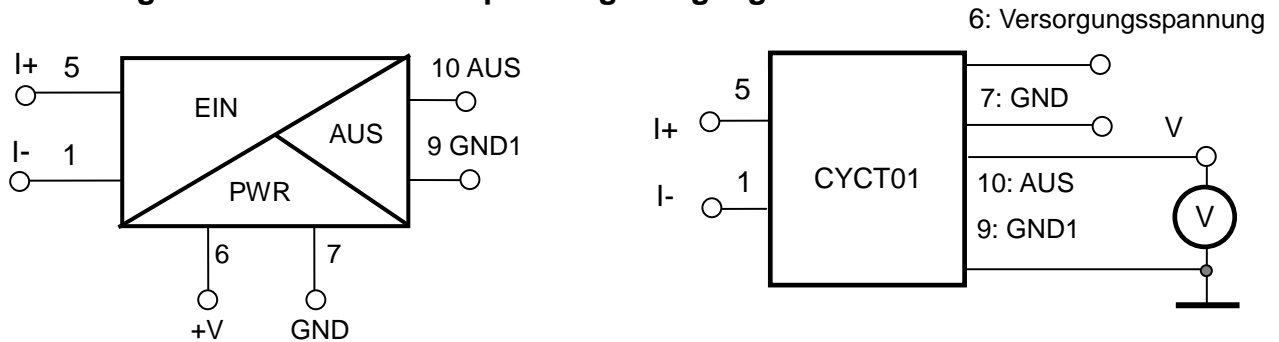 6: Versorgungsspannung
I+ 5
EIN
10 AUS
AUS
9 GND1
I- 1
PWR
6
7
+V
GND
5
I+
7: GND
V
1
I-
CYCT01
10: AUS
V
9: GND1